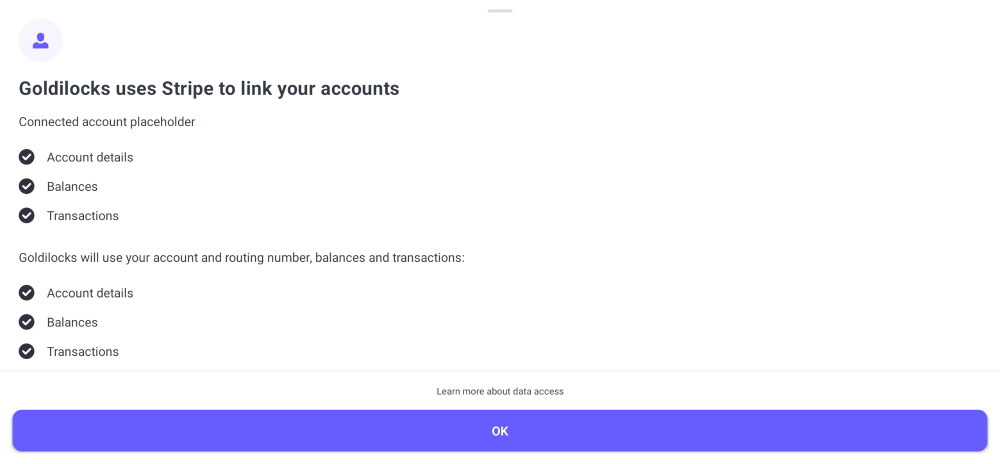 Goldilocks uses Stripe to link your accounts
Connected account placeholder
Account details
Balances
Transactions
Goldilocks will use your account and routing number, balances and transactions:
Account details
Balances
Transactions
Learn more about data access
OK